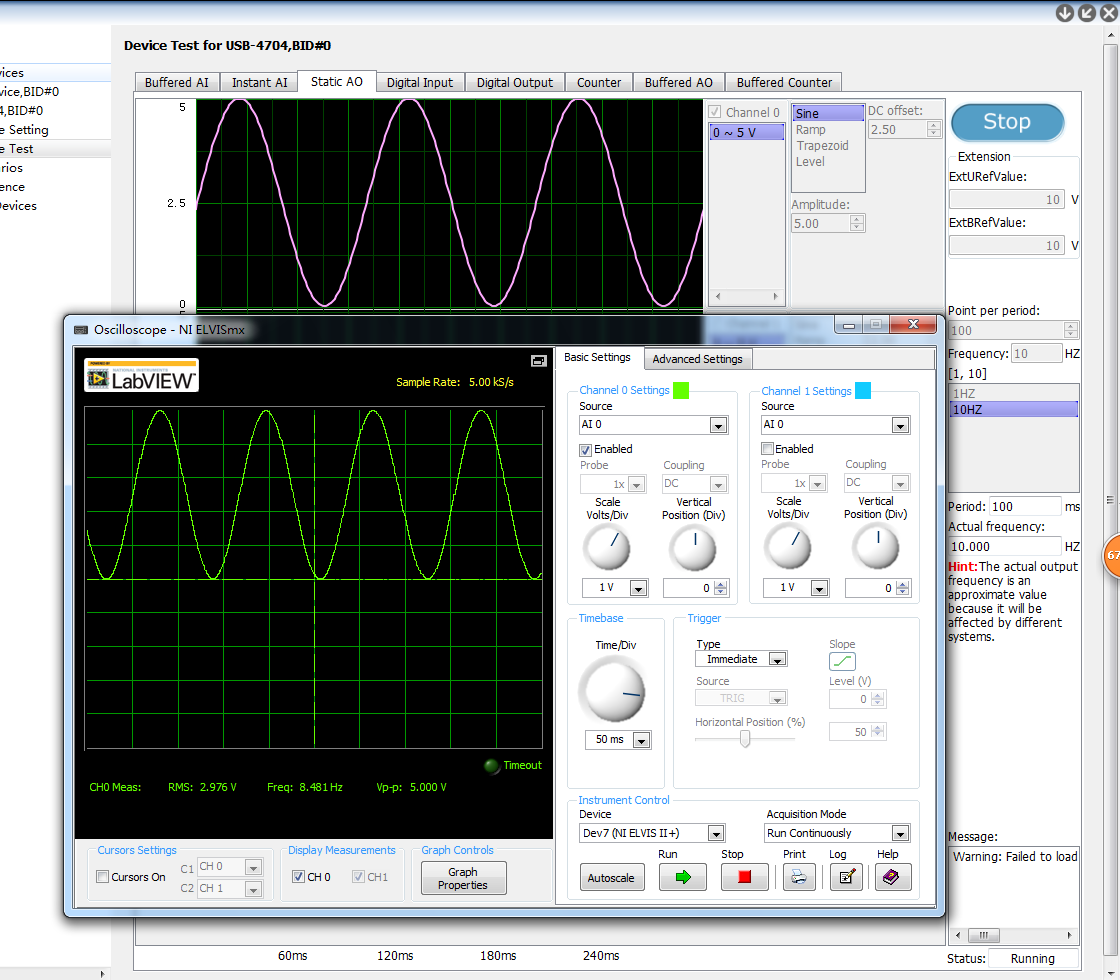 Device Test for USB-4704,BID#0
ices
vice,BID#0
4,BID#0
e Setting
e Test
rios
ence
Devices
Buffered AI
Instant AI
Static AO
Digital Input
Digital Output
Counter
Buffered AO
Buffered Counter
5
2.5
0
Channel 0
0 ~ 5 V
Sine
Ramp
Trapezoid
Level
DC offset:
2.50
Amplitude:
5.00
Stop
Extension
ExtURefValue:
10 V
ExtBRefValue:
10 V
Point per period:
100
Frequency: 10 HZ
[1, 10]
1HZ
10HZ
Period: 100 ms
Actual frequency:
10.000 HZ
Hint:The actual output
frequency is an
approximate value
because it will be
affected by different
systems.
67
Message:
Warning: Failed to load
Status: Running
60ms
120ms
180ms
240ms
Oscilloscope - NI ELVISmx
POWERED BY
NATIONAL INSTRUMENTS
LabVIEW™
Sample Rate: 5.00 kS/s
Timeout
CH0 Meas: RMS: 2.976 V Freq: 8.481 Hz Vp-p: 5.000 V
Cursors Settings
Cursors On
C1 CH 0
C2 CH 1
Display Measurements
CH 0
CH1
Graph Controls
Graph
Properties
Basic Settings
Advanced Settings
Channel 0 Settings
Source
AI 0
Enabled
Probe
1x
Coupling
DC
Scale
Volts/Div
Vertical
Position (Div)
1 V
0
Channel 1 Settings
Source
AI 0
Enabled
Probe
1x
Coupling
DC
Scale
Volts/Div
Vertical
Position (Div)
1 V
0
Timebase
Time/Div
50 ms
Trigger
Type
Immediate
Slope
Source
TRIG
Level (V)
0
Horizontal Position (%)
50
Instrument Control
Device
Dev7 (NI ELVIS II+)
Acquisition Mode
Run Continuously
Autoscale
Run
Stop
Print
Log
Help